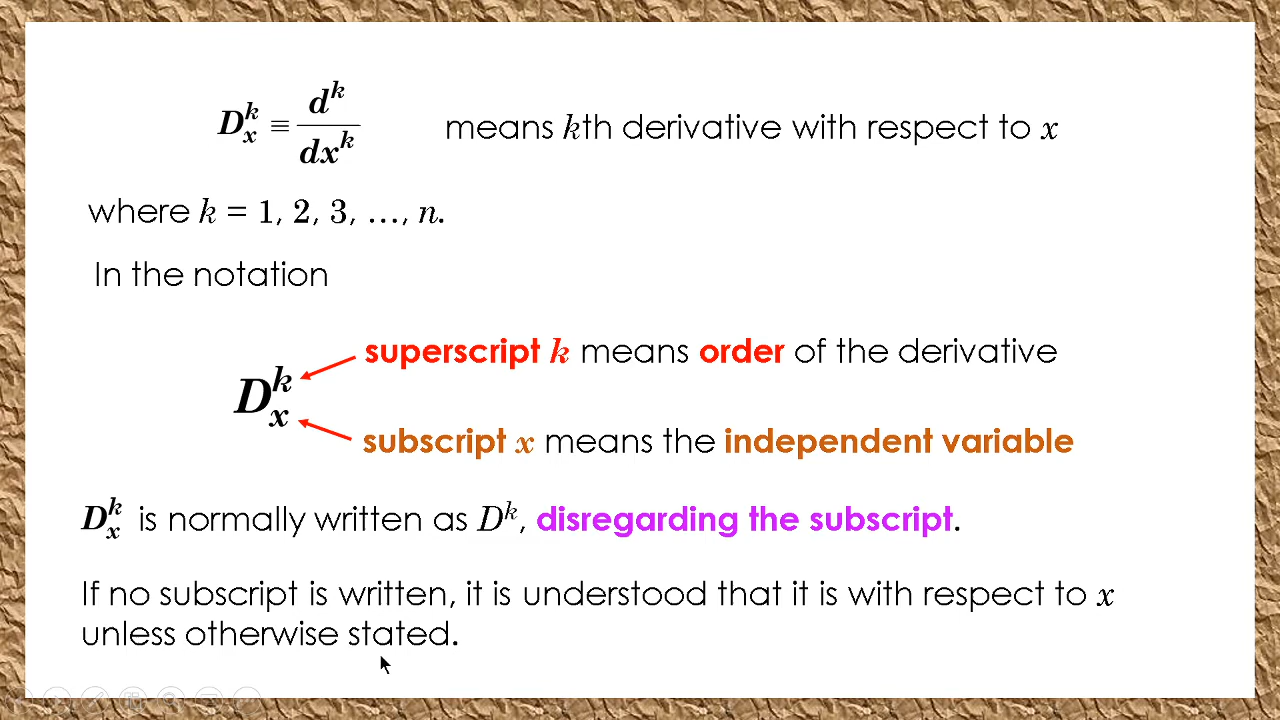 D_x^k ≡ d^k/dx^k means kth derivative with respect to x
where k = 1, 2, 3, …, n.
In the notation
superscript k means order of the derivative
D_x^k
subscript x means the independent variable
D_x^k is normally written as D^k, disregarding the subscript.
If no subscript is written, it is understood that it is with respect to x
unless otherwise stated.